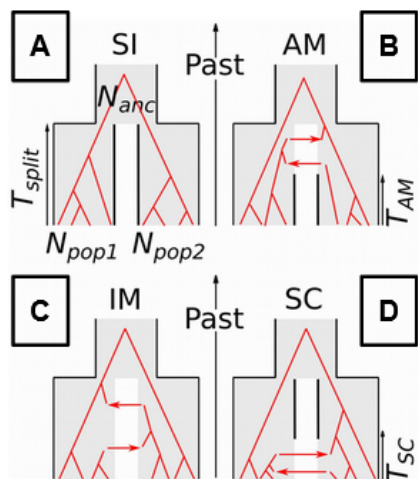 A
SI
AM
B
Past
N_anc
T_split
T_AM
N_pop1
N_pop2
C
IM
SC
D
Past
T_SC